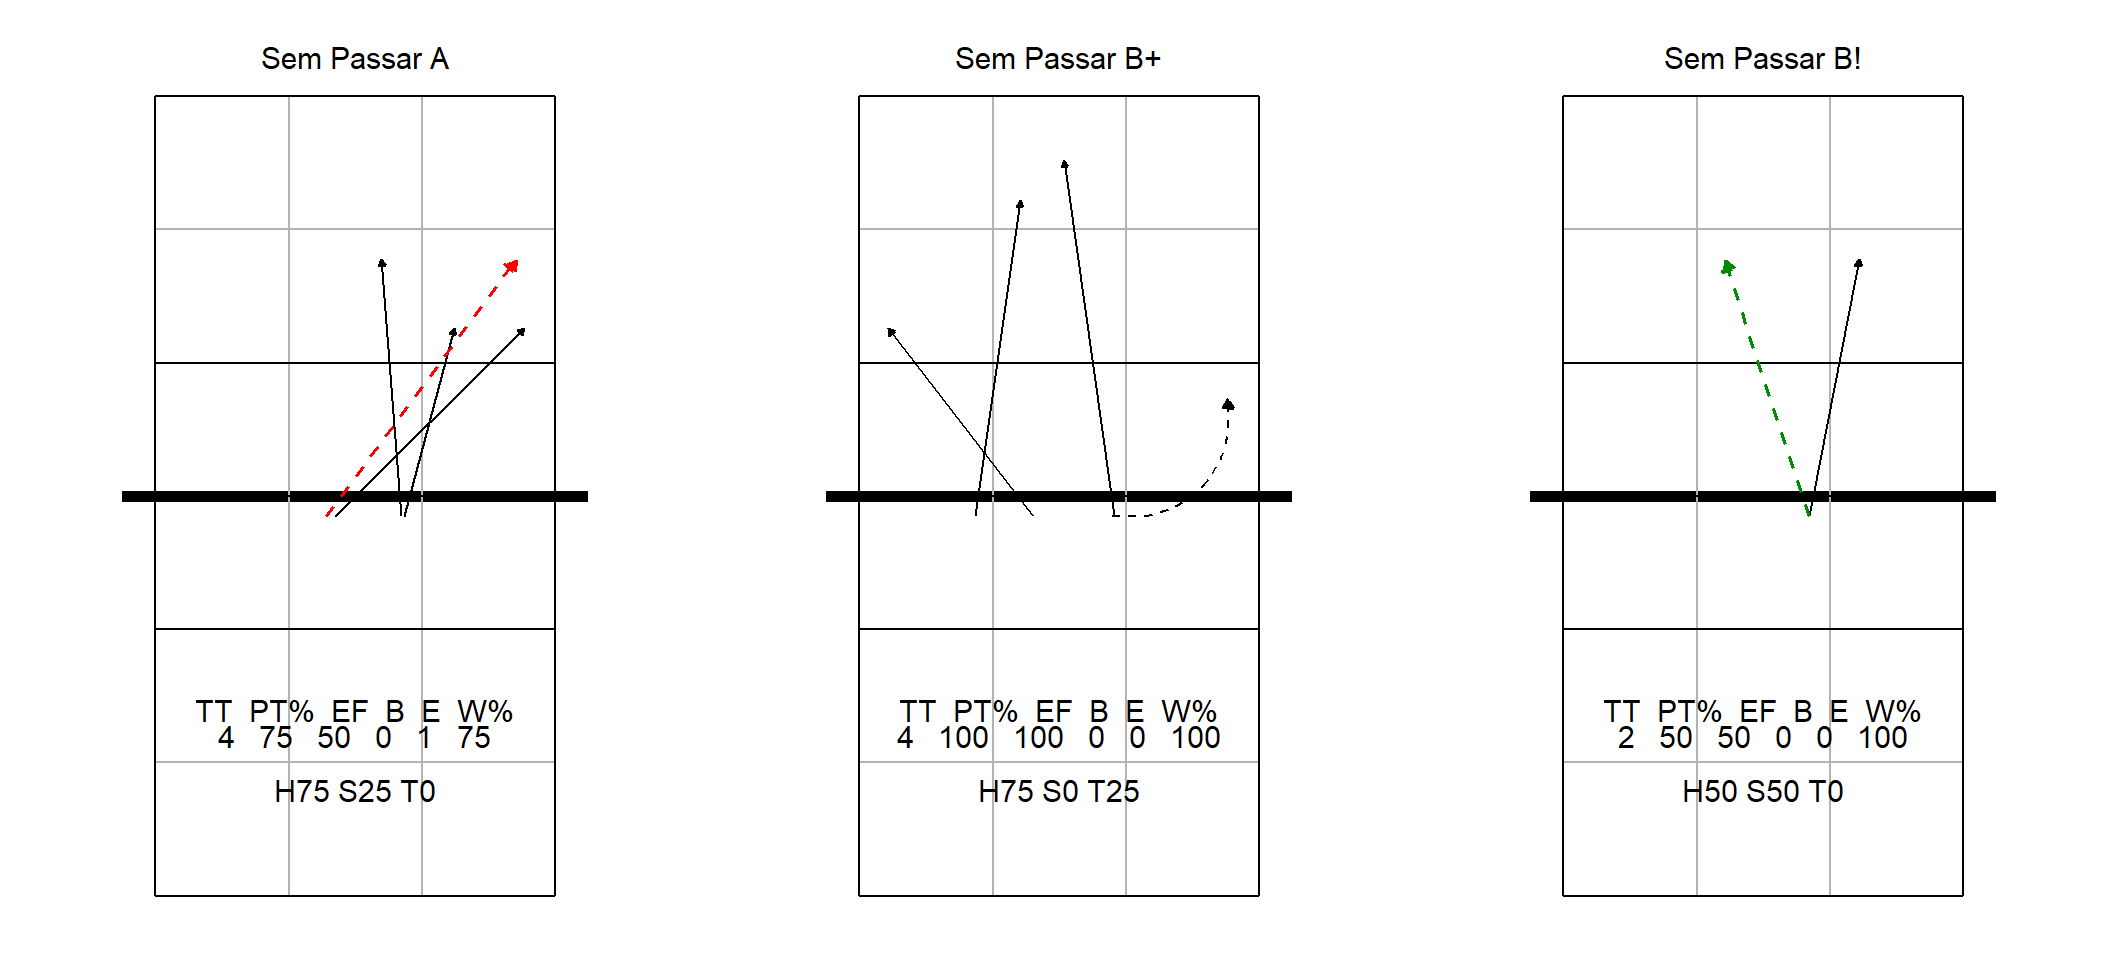 Sem Passar A
TT PT% EF B E W%
4 75 50 0 1 75
H75 S25 T0
Sem Passar B+
TT PT% EF B E W%
4 100 100 0 0 100
H75 S0 T25
Sem Passar B!
TT PT% EF B E W%
2 50 50 0 0 100
H50 S50 T0